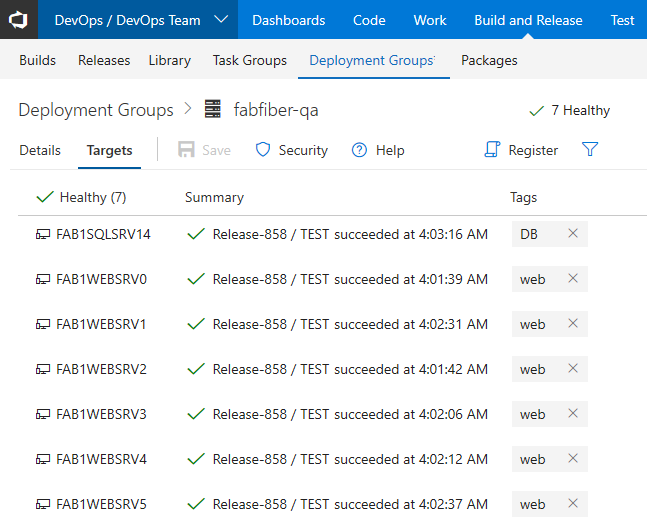 DevOps / DevOps Team Dashboards Code Work Build and Release Test
Builds Releases Library Task Groups Deployment Groups* Packages
Deployment Groups > fabfiber-qa 7 Healthy
Details Targets Save Security Help Register
Healthy (7) Summary Tags
FAB1SQLSRV14 Release-858 / TEST succeeded at 4:03:16 AM DB
FAB1WEBSRV0 Release-858 / TEST succeeded at 4:01:39 AM web
FAB1WEBSRV1 Release-858 / TEST succeeded at 4:02:31 AM web
FAB1WEBSRV2 Release-858 / TEST succeeded at 4:01:42 AM web
FAB1WEBSRV3 Release-858 / TEST succeeded at 4:02:06 AM web
FAB1WEBSRV4 Release-858 / TEST succeeded at 4:02:12 AM web
FAB1WEBSRV5 Release-858 / TEST succeeded at 4:02:37 AM web